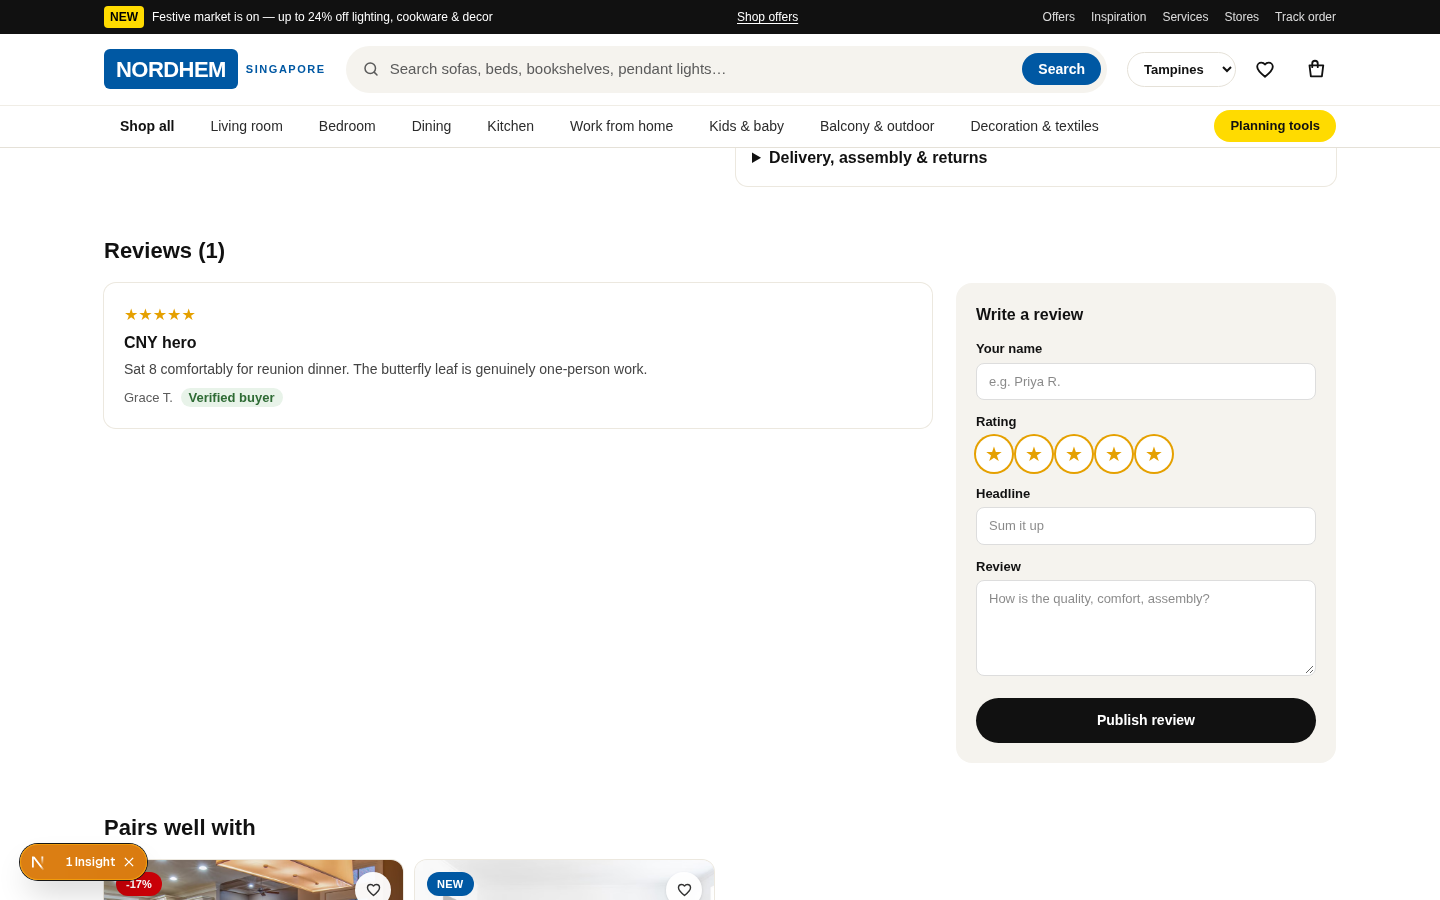 NEW Festive market is on — up to 24% off lighting, cookware & decor Shop offers Offers Inspiration Services Stores Track order
NORDHEM SINGAPORE Search sofas, beds, bookshelves, pendant lights… Search Tampines
Shop all Living room Bedroom Dining Kitchen Work from home Kids & baby Balcony & outdoor Decoration & textiles Planning tools
Delivery, assembly & returns
Reviews (1)
★★★★★
CNY hero
Sat 8 comfortably for reunion dinner. The butterfly leaf is genuinely one-person work.
Grace T. Verified buyer
Write a review
Your name
e.g. Priya R.
Rating
★ ★ ★ ★ ★
Headline
Sum it up
Review
How is the quality, comfort, assembly?
Publish review
Pairs well with
N 1 Insight
-17%
NEW